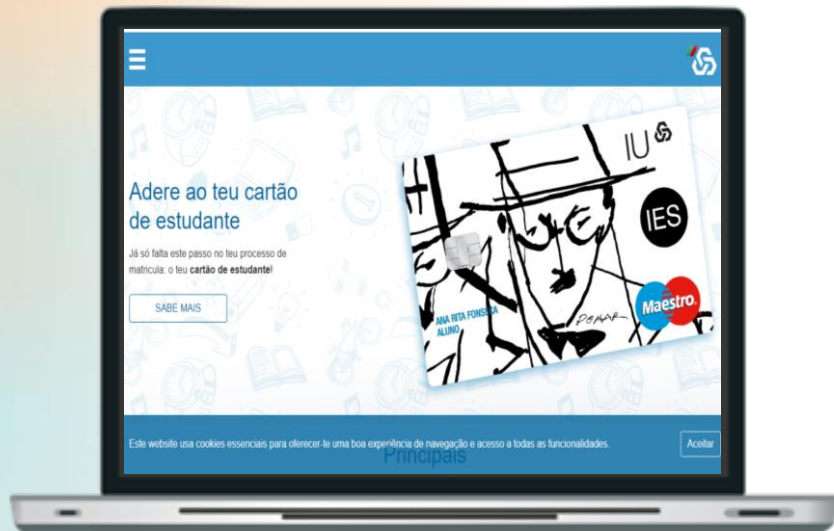 Adere ao teu cartão
de estudante
Já só falta este passo no teu processo de
matricula: o teu cartão de estudante!
SABE MAIS
IU
IES
Maestro.
ANA RITA FONSECA
ALUNO
POMAR
Este website usa cookies essenciais para oferecer-te uma boa experiência de navegação e acesso a todas as funcionalidades.
Aceitar
Principais